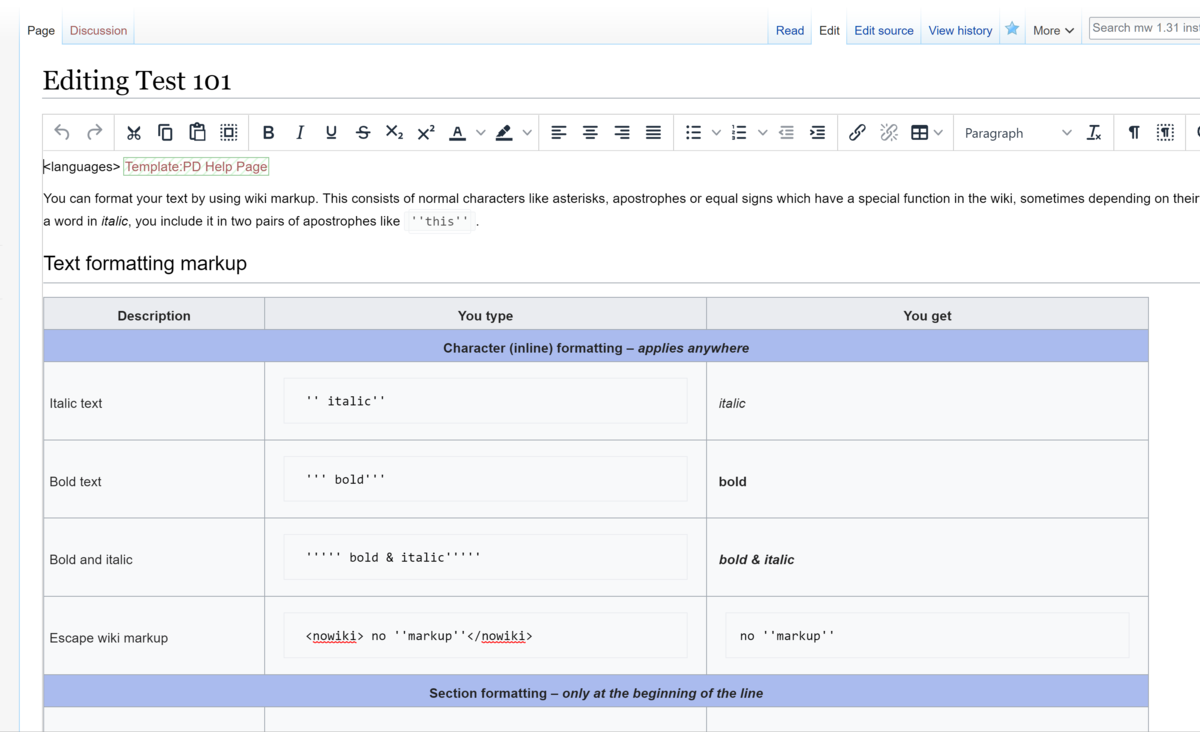 Page Discussion Read Edit Edit source View history More Search mw 1.31 inst
Editing Test 101
B I U S X₂ X² A Paragraph
<languages> Template:PD Help Page
You can format your text by using wiki markup. This consists of normal characters like asterisks, apostrophes or equal signs which have a special function in the wiki, sometimes depending on their
a word in italic, you include it in two pairs of apostrophes like ''this'' .
Text formatting markup
Description You type You get
Character (inline) formatting – applies anywhere
Italic text '' italic'' italic
Bold text ''' bold''' bold
Bold and italic ''''' bold & italic''''' bold & italic
Escape wiki markup <nowiki> no ''markup''</nowiki> no ''markup''
Section formatting – only at the beginning of the line